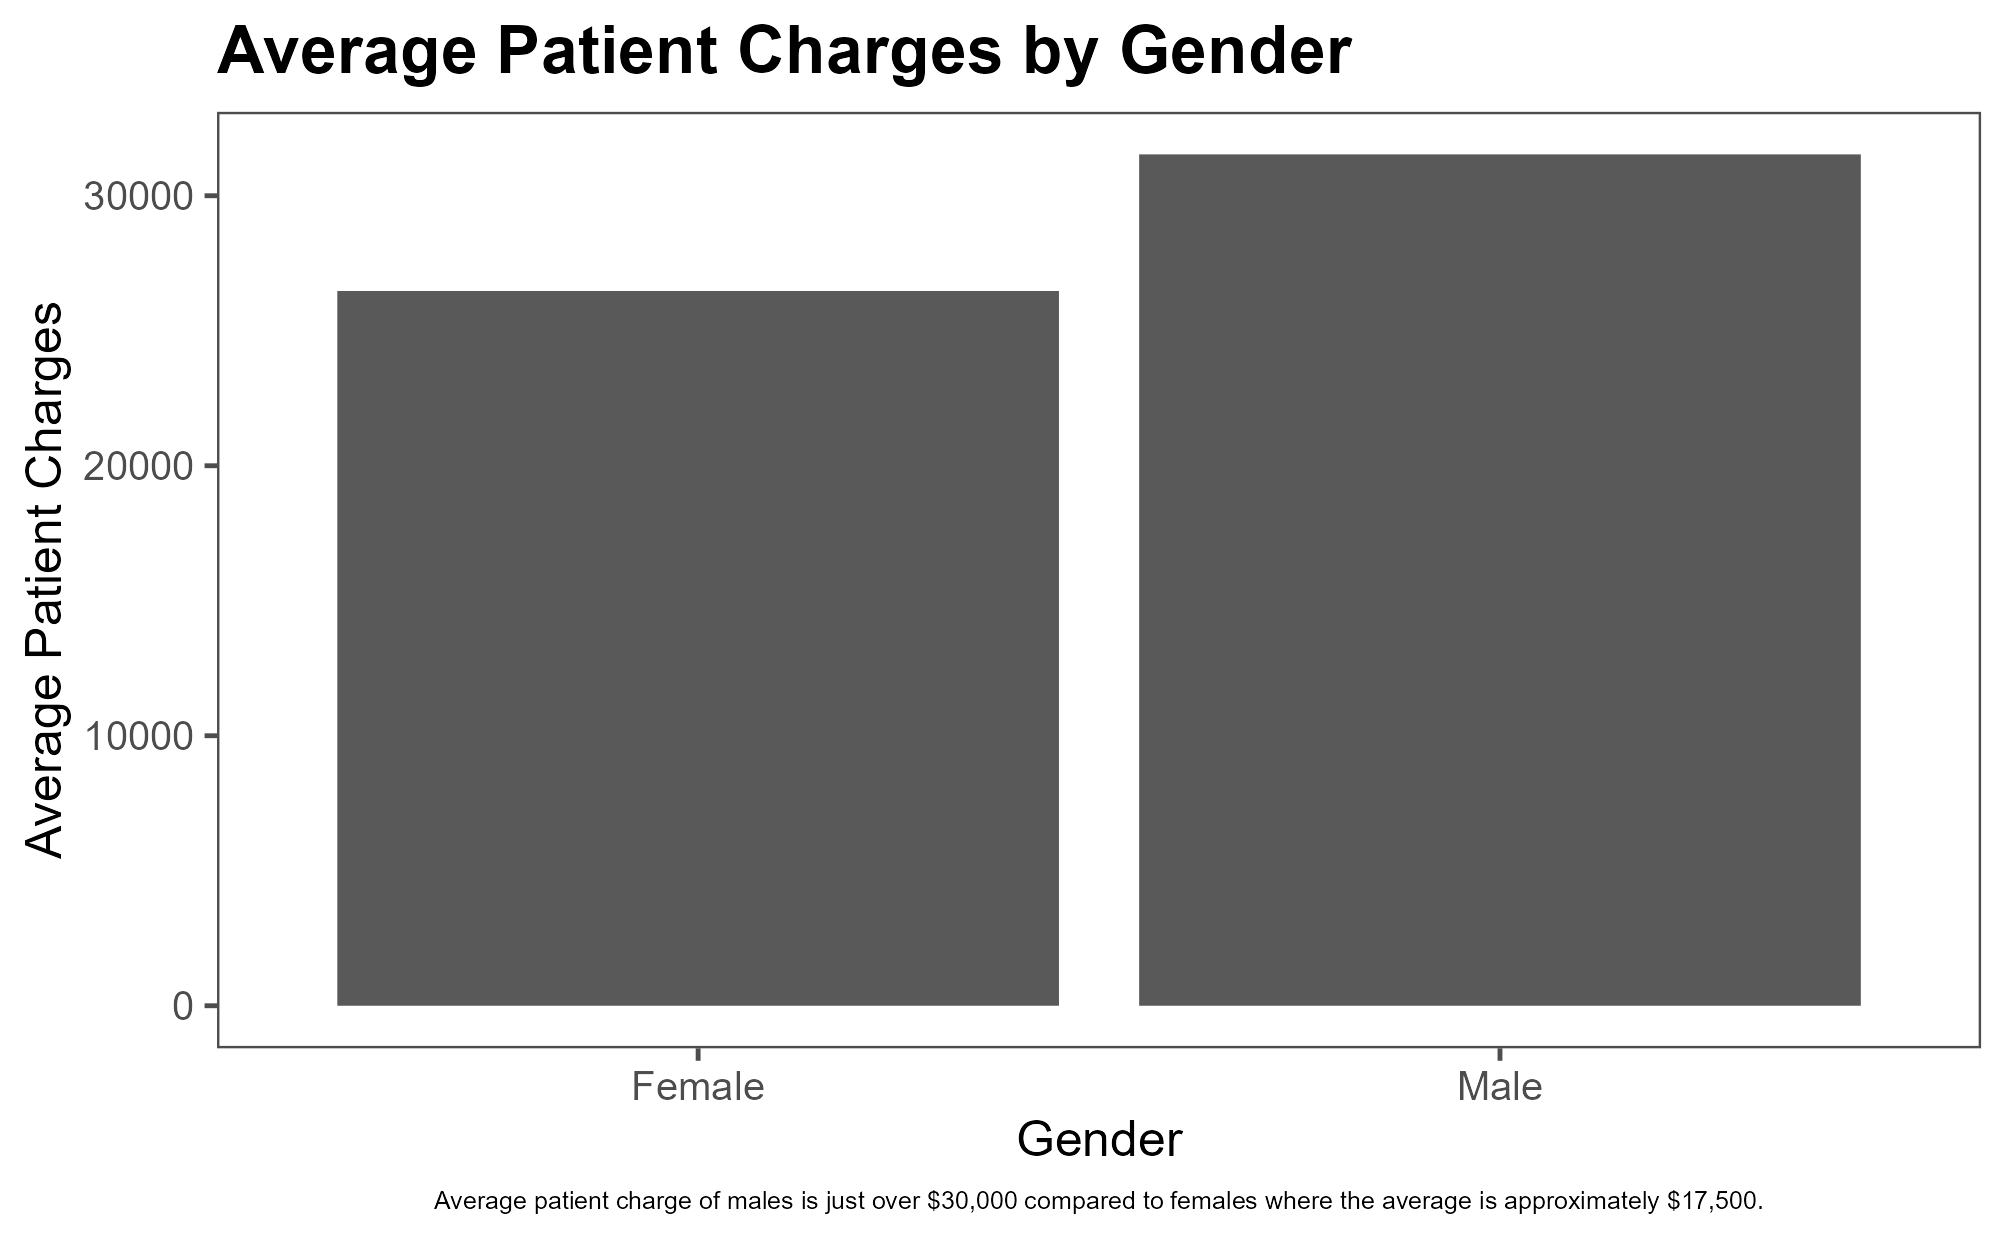 Average Patient Charges by Gender
Average Patient Charges
30000
20000
10000
0
Female
Male
Gender
Average patient charge of males is just over $30,000 compared to females where the average is approximately $17,500.